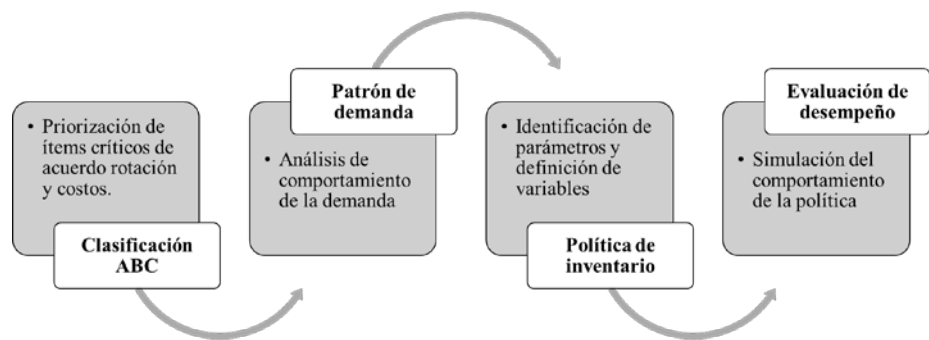 • Priorización de
ítems críticos de
acuerdo rotación
y costos.
Clasificación
ABC
Patrón de
demanda
• Análisis de
comportamiento
de la demanda
• Identificación de
parámetros y
definición de
variables
Política de
inventario
Evaluación de
desempeño
• Simulación del
comportamiento
de la política